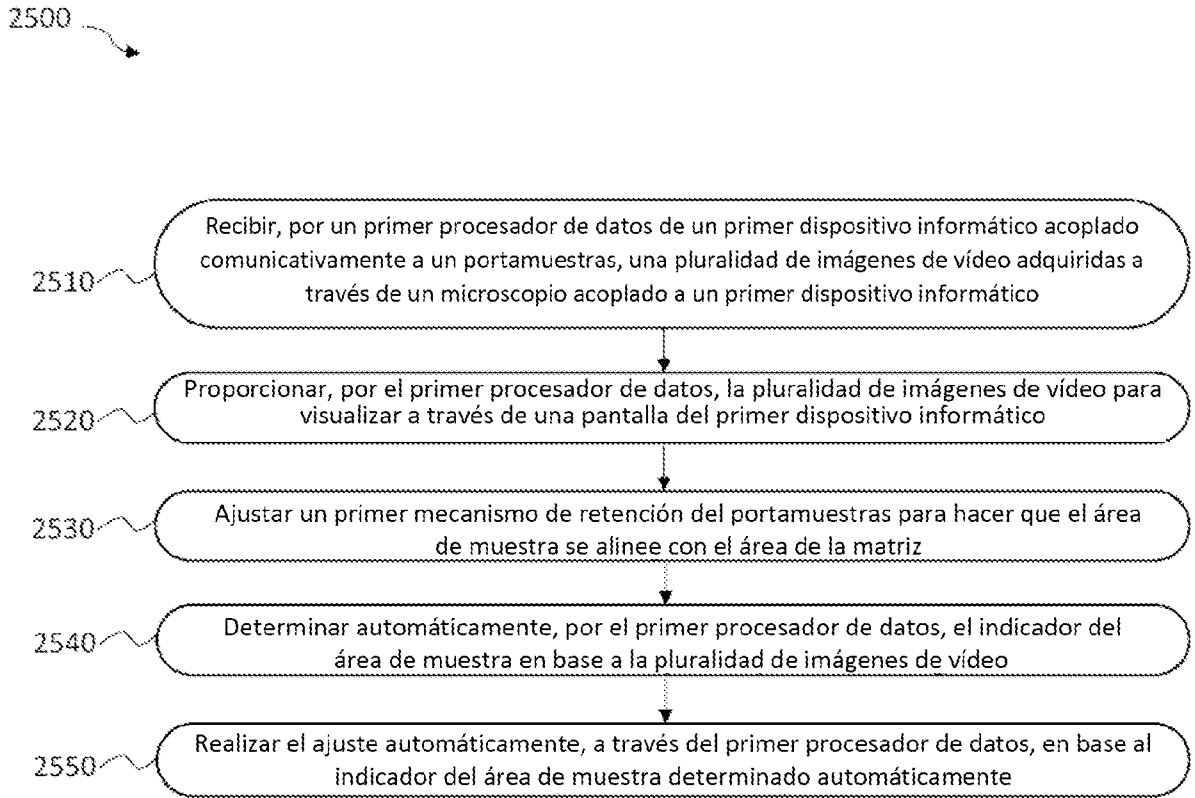 2500
Recibir, por un primer procesador de datos de un primer dispositivo informático acoplado
comunicativamente a un portamuestras, una pluralidad de imágenes de vídeo adquiridas a
través de un microscopio acoplado a un primer dispositivo informático
2510
Proporcionar, por el primer procesador de datos, la pluralidad de imágenes de vídeo para
visualizar a través de una pantalla del primer dispositivo informático
2520
Ajustar un primer mecanismo de retención del portamuestras para hacer que el área
de muestra se alinee con el área de la matriz
2530
Determinar automáticamente, por el primer procesador de datos, el indicador del
área de muestra en base a la pluralidad de imágenes de vídeo
2540
Realizar el ajuste automáticamente, a través del primer procesador de datos, en base al
indicador del área de muestra determinado automáticamente
2550